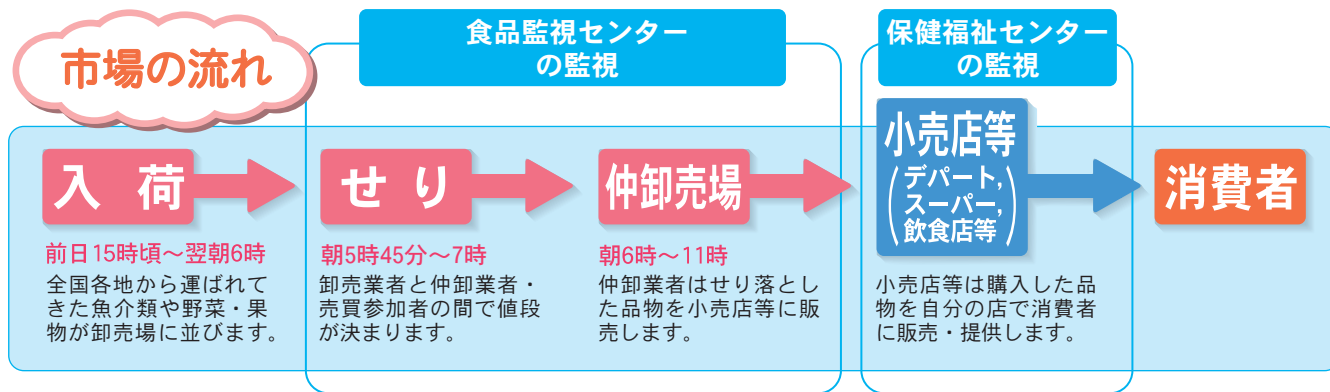 市場の流れ
食品監視センター
の監視
保健福祉センター
の監視
入荷
前日15時頃～翌朝6時
全国各地から運ばれて
きた魚介類や野菜・果
物が卸売場に並びます。
せり
朝5時45分～7時
卸売業者と仲卸業者・
売買参加者の間で値段
が決まります。
仲卸売場
朝6時～11時
仲卸業者はせり落とし
た品物を小売店等に販
売します。
小売店等
(デパート,
スーパー,
飲食店等)
小売店等は購入した品
物を自分の店で消費者
に販売・提供します。
消費者